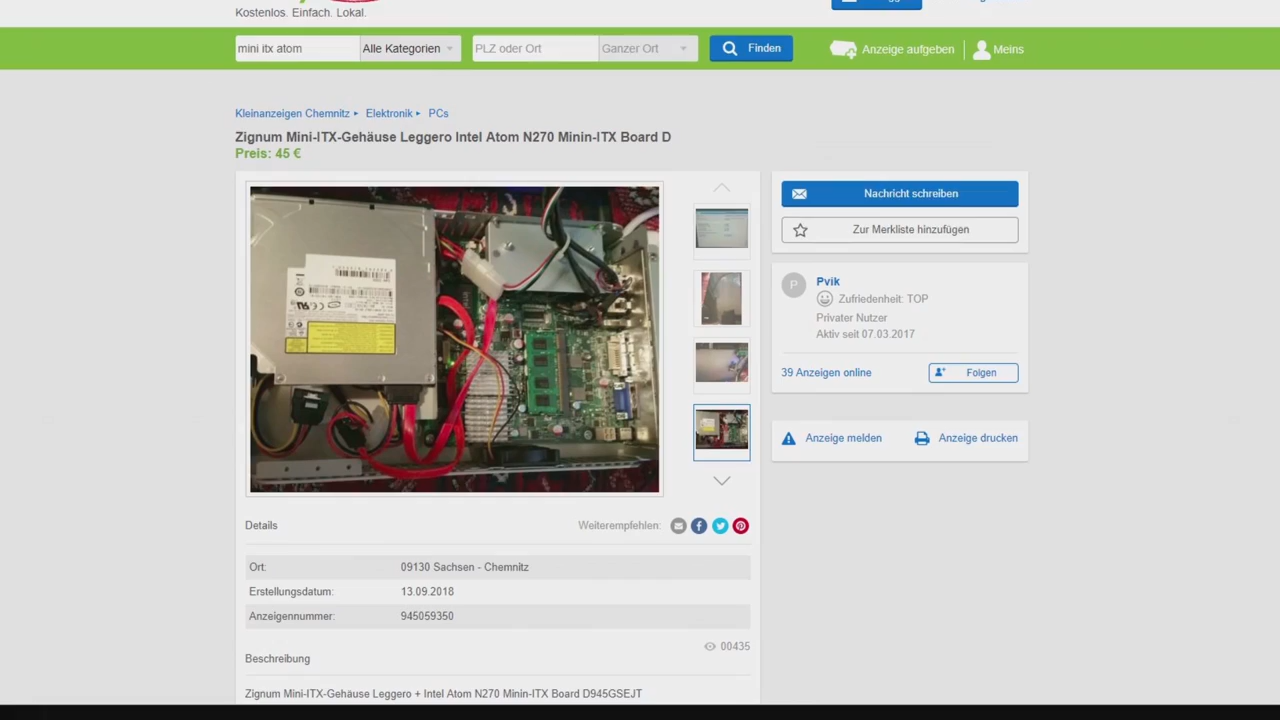 Kostenlos. Einfach. Lokal.
mini itx atom
Alle Kategorien
PLZ oder Ort
Ganzer Ort
Finden
Anzeige aufgeben
Meins
Kleinanzeigen Chemnitz
Elektronik
PCs
Zignum Mini-ITX-Gehäuse Leggero Intel Atom N270 Minin-ITX Board D
Preis: 45 €
Nachricht schreiben
Zur Merkliste hinzufügen
P
Pvik
Zufriedenheit: TOP
Privater Nutzer
Aktiv seit 07.03.2017
39 Anzeigen online
Folgen
Anzeige melden
Anzeige drucken
Details
Weiterempfehlen:
Ort: 09130 Sachsen - Chemnitz
Erstellungsdatum: 13.09.2018
Anzeigennummer: 945059350
00435
Beschreibung
Zignum Mini-ITX-Gehäuse Leggero + Intel Atom N270 Minin-ITX Board D945GSEJT